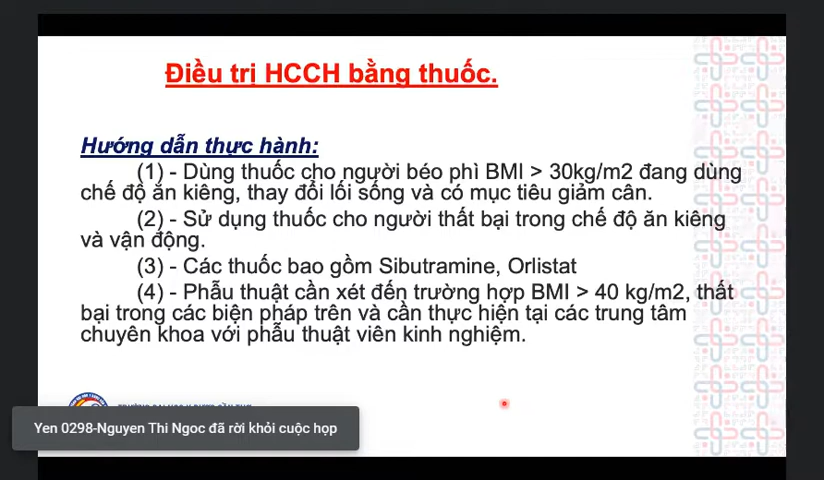 Điều trị HCCH bằng thuốc.
Hướng dẫn thực hành:
(1) - Dùng thuốc cho người béo phì BMI > 30kg/m2 đang dùng
chế độ ăn kiêng, thay đổi lối sống và có mục tiêu giảm cân.
(2) - Sử dụng thuốc cho người thất bại trong chế độ ăn kiêng
và vận động.
(3) - Các thuốc bao gồm Sibutramine, Orlistat
(4) - Phẫu thuật cần xét đến trường hợp BMI > 40 kg/m2, thất
bại trong các biện pháp trên và cần thực hiện tại các trung tâm
chuyên khoa với phẫu thuật viên kinh nghiệm.
Yen 0298-Nguyen Thi Ngoc đã rời khỏi cuộc họp